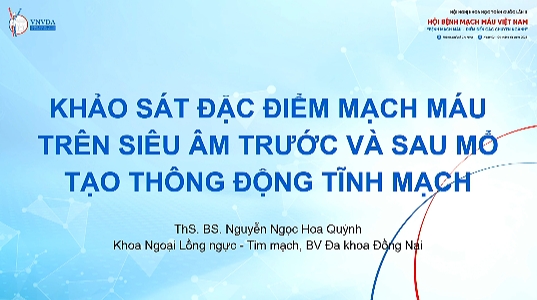 VNVDA
HỘI NGHỊ KHOA HỌC TOÀN QUỐC LẦN II
HỘI BỆNH MẠCH MÁU VIỆT NAM
KHẢO SÁT ĐẶC ĐIỂM MẠCH MÁU
TRÊN SIÊU ÂM TRƯỚC VÀ SAU MỔ
TẠO THÔNG ĐỘNG TĨNH MẠCH
ThS. BS. Nguyễn Ngọc Hoa Quỳnh
Khoa Ngoại Lồng ngực - Tim mạch, BV Đa khoa Đồng Nai